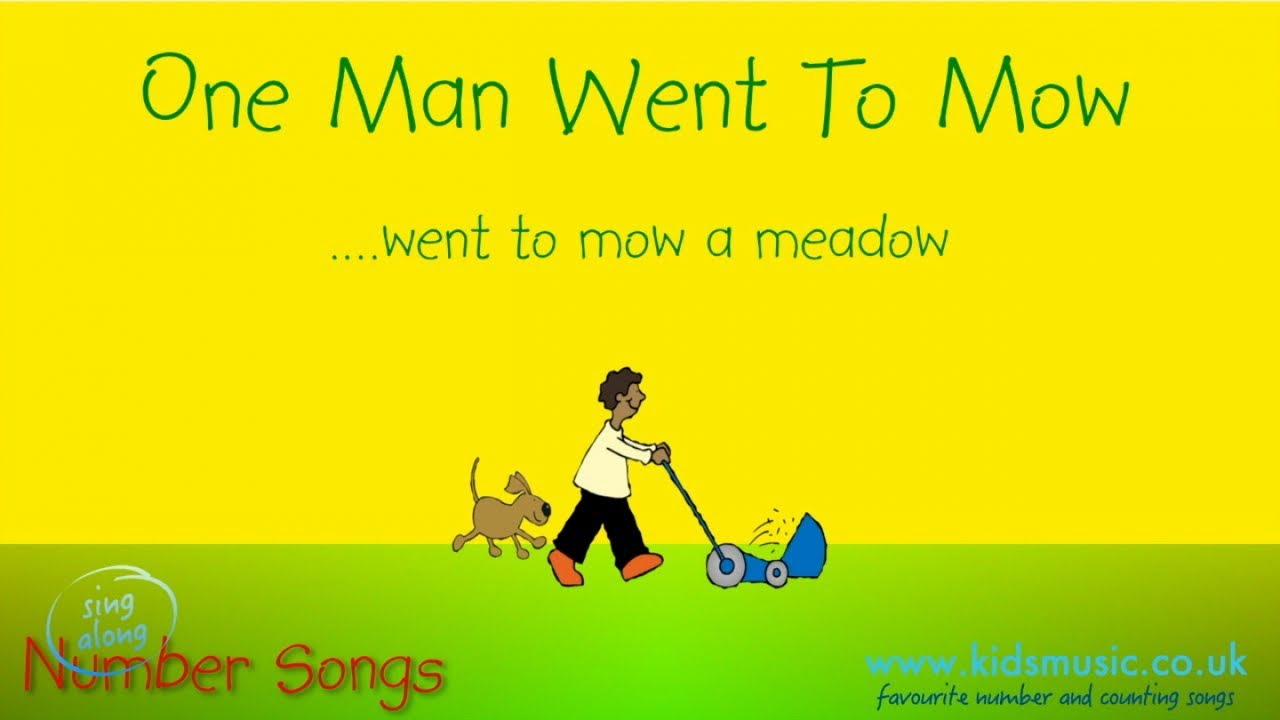 One Man Went To Mow
....went to mow a meadow
sing
along
Number Songs
www.kidsmusic.co.uk
favourite number and counting songs